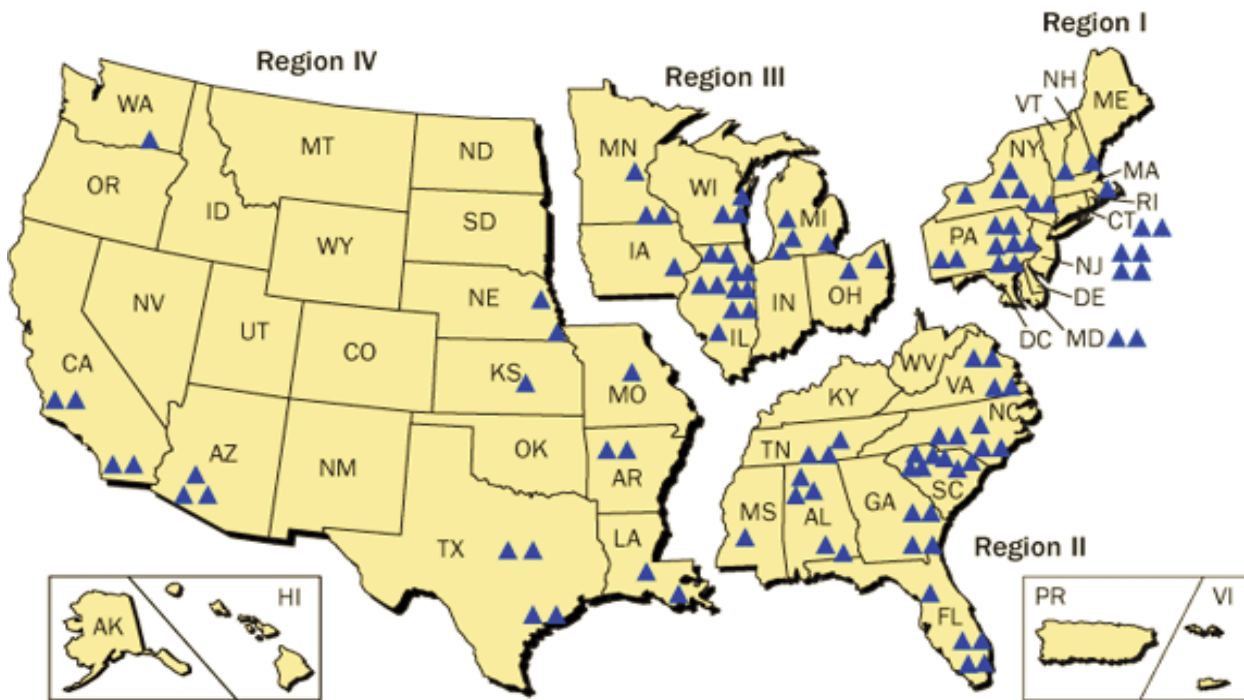 Region I
Region IV
Region III
NH
VT
ME
WA
MT
ND
MN
WI
NY
MA
RI
CT
OR
ID
SD
MI
PA
WY
IA
NJ
NE
OH
DE
NV
IN
UT
IL
DC
MD
CO
CA
WV
KS
VA
MO
KY
NC
OK
TN
AZ
NM
AR
SC
MS
AL
GA
TX
LA
Region II
HI
PR
VI
FL
AK